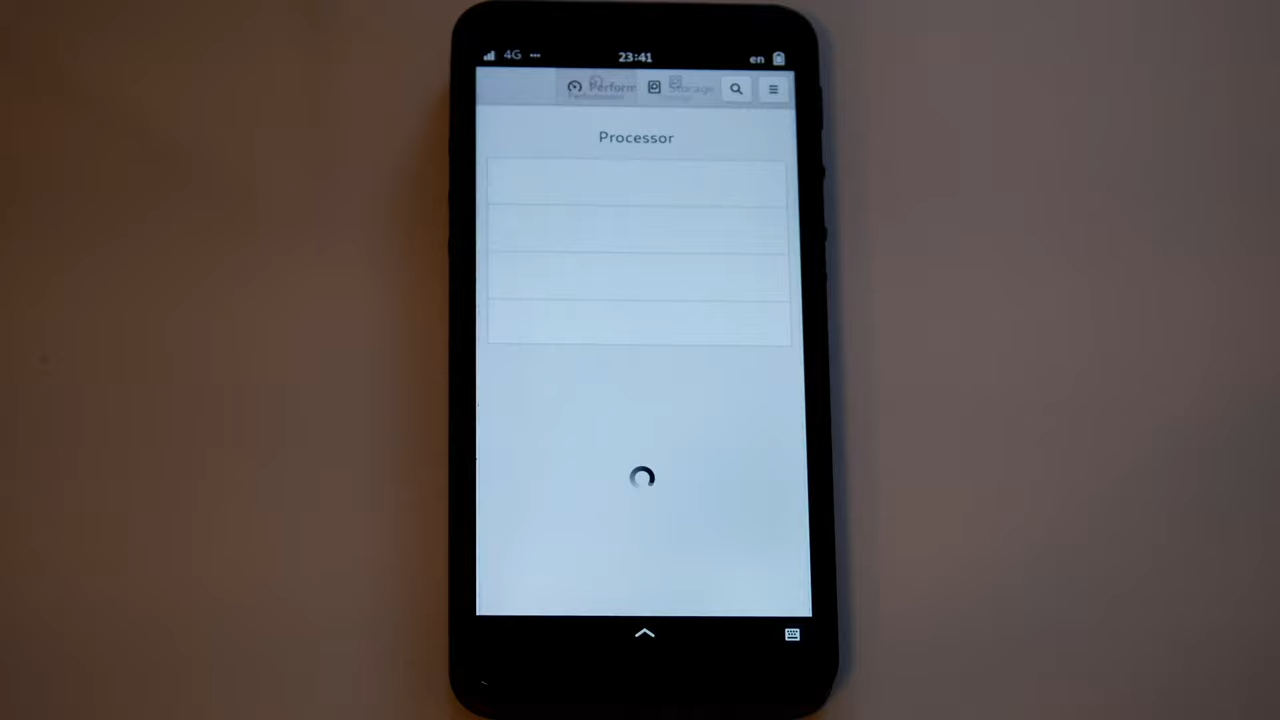 4G ··· 23:41 en
Perform Storage
Processor